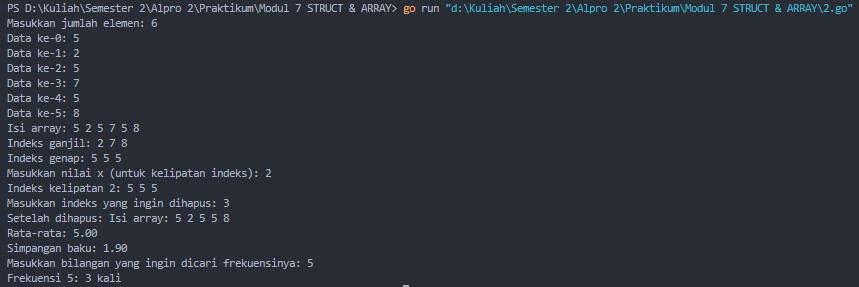 PS D:\Kuliah\Semester 2\Alpro 2\Praktikum\Modul 7 STRUCT & ARRAY> go run "d:\Kuliah\Semester 2\Alpro 2\Praktikum\Modul 7 STRUCT & ARRAY\2.go"
Masukkan jumlah elemen: 6
Data ke-0: 5
Data ke-1: 2
Data ke-2: 5
Data ke-3: 7
Data ke-4: 5
Data ke-5: 8
Isi array: 5 2 5 7 5 8
Indeks ganjil: 2 7 8
Indeks genap: 5 5 5
Masukkan nilai x (untuk kelipatan indeks): 2
Indeks kelipatan 2: 5 5 5
Masukkan indeks yang ingin dihapus: 3
Setelah dihapus: Isi array: 5 2 5 5 8
Rata-rata: 5.00
Simpangan baku: 1.90
Masukkan bilangan yang ingin dicari frekuensinya: 5
Frekuensi 5: 3 kali